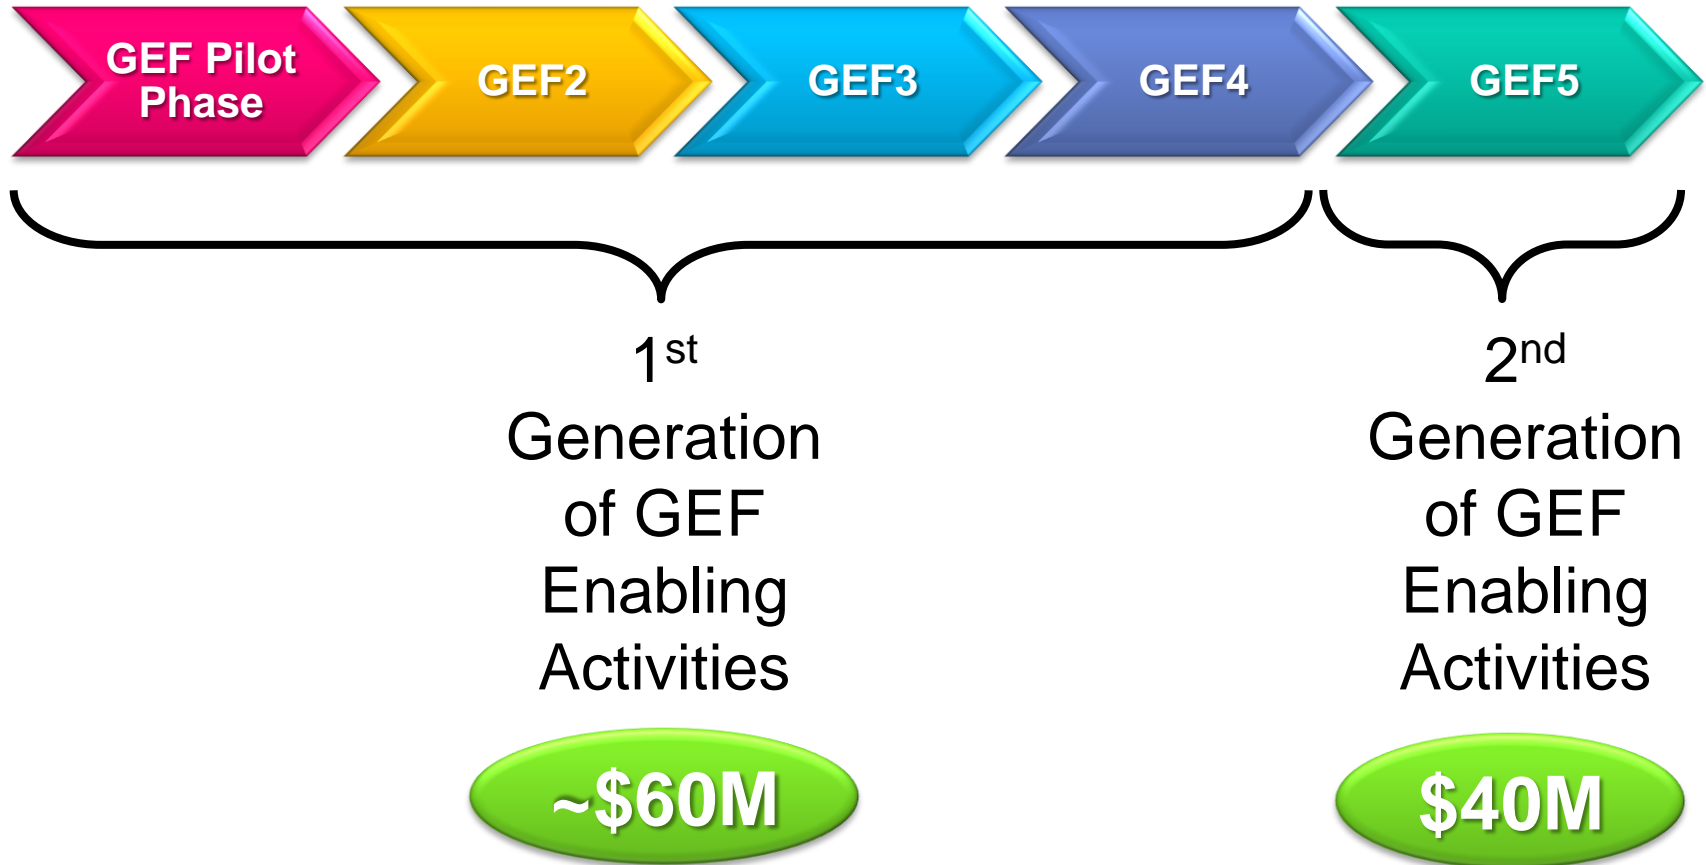 GEF Pilot
Phase
GEF2
GEF3
GEF4
GEF5
1st
Generation
of GEF
Enabling
Activities
~$60M
2nd
Generation
of GEF
Enabling
Activities
$40M